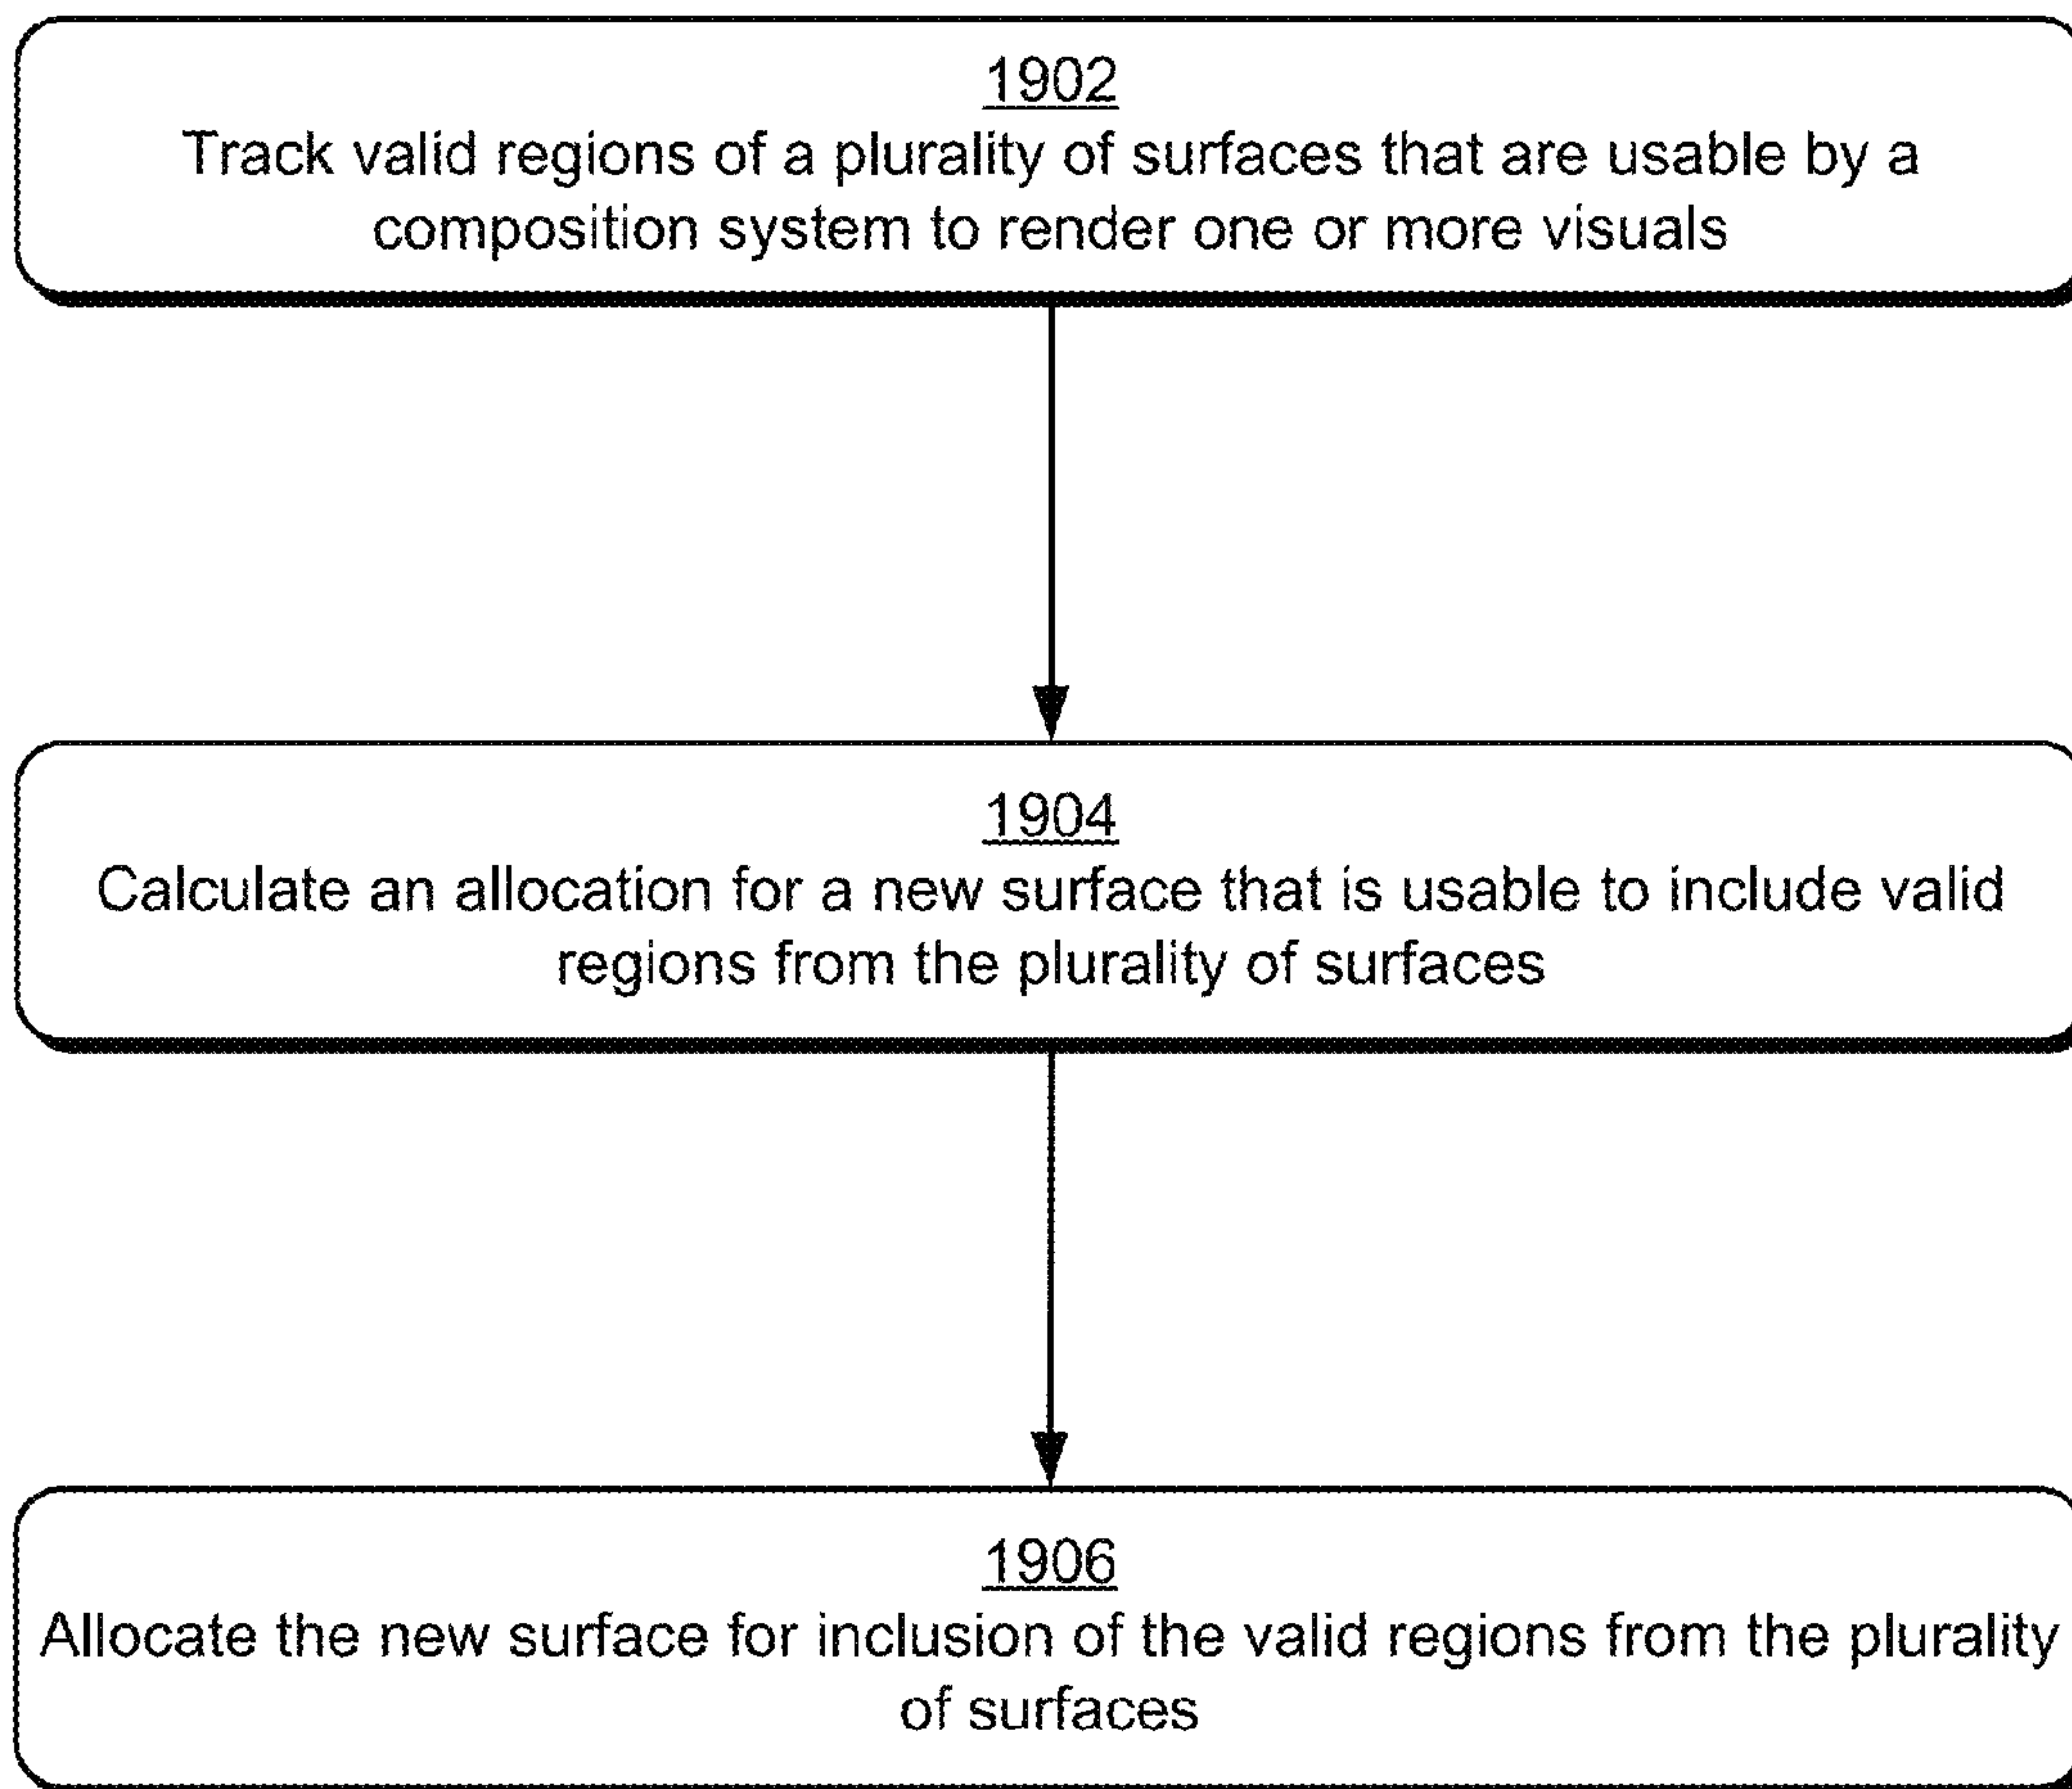 1902
Track valid regions of a plurality of surfaces that are usable by a
composition system to render one or more visuals
1904
Calculate an allocation for a new surface that is usable to include valid
regions from the plurality of surfaces
1906
Allocate the new surface for inclusion of the valid regions from the plurality
of surfaces